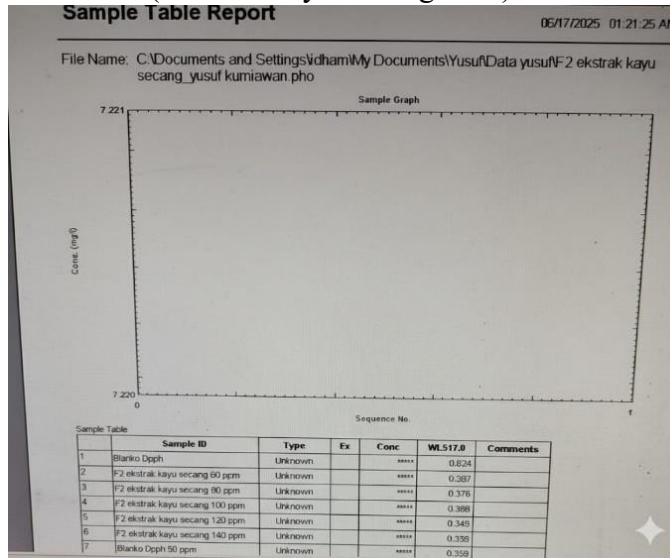 Sample Table Report
06/17/2025 01:21:25 AM
File Name: C:\Documents and Settings\idham\My Documents\Yusuf\Data yusuf\F2 ekstrak kayu
secang_yusuf kurniawan.pho
Sample Graph
7.221
Conc. (mg/l)
7.220
0
1
Sequence No.
Sample Table
Sample ID Type Ex Conc WL517.0 Comments
1 Blanko Dpph Unknown ***** 0.824
2 F2 ekstrak kayu secang 60 ppm Unknown ***** 0.387
3 F2 ekstrak kayu secang 80 ppm Unknown ***** 0.376
4 F2 ekstrak kayu secang 100 ppm Unknown ***** 0.388
5 F2 ekstrak kayu secang 120 ppm Unknown ***** 0.345
6 F2 ekstrak kayu secang 140 ppm Unknown ***** 0.339
7 Blanko Dpph 50 ppm Unknown ***** 0.359